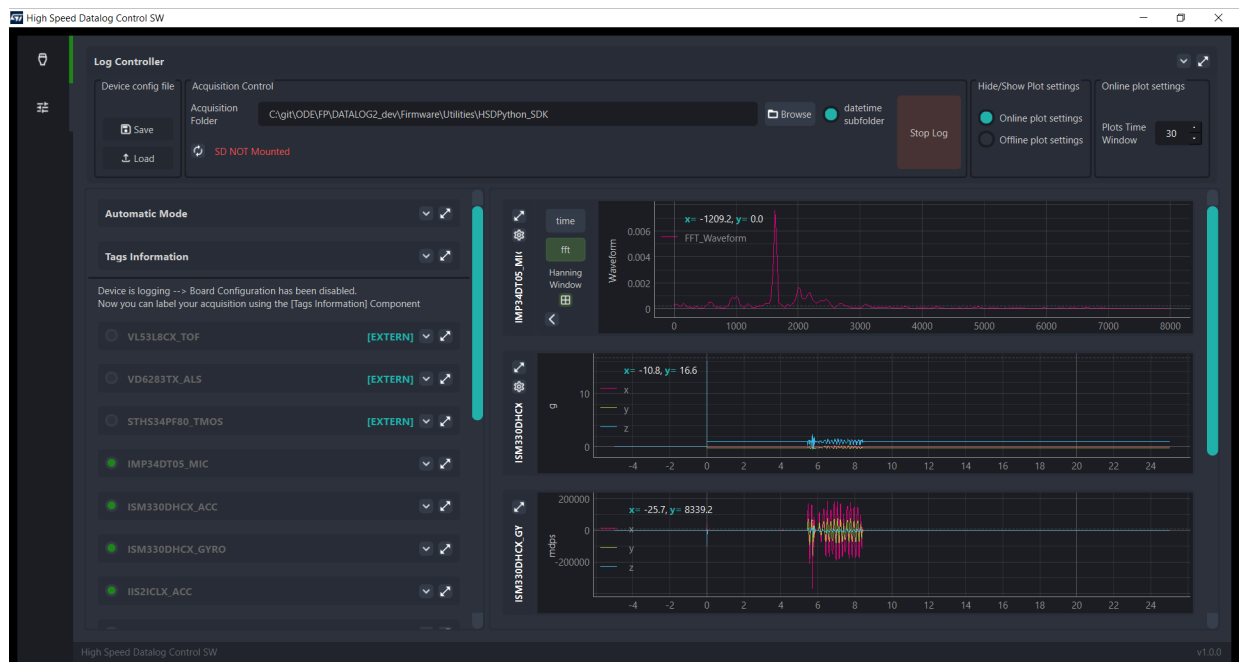 High Speed Datalog Control SW
Log Controller
Device config file
Save
Load
Acquisition Control
Acquisition
Folder
C:\git\ODE\FP\DATALOG2_dev\Firmware\Utilities\HSDPython_SDK
Browse
datetime
subfolder
SD NOT Mounted
Stop Log
Hide/Show Plot settings
Online plot settings
Offline plot settings
Online plot settings
Plots Time
Window
30
Automatic Mode
Tags Information
Device is logging --> Board Configuration has been disabled.
Now you can label your acquisition using the [Tags Information] Component
VL53L8CX_TOF [EXTERN]
VD6283TX_ALS [EXTERN]
STHS34PF80_TMOS [EXTERN]
IMP34DT05_MIC
ISM330DHCX_ACC
ISM330DHCX_GYRO
IIS2ICLX_ACC
IMP34DT05_MIC
time
fft
Hanning
Window
Waveform
x= -1209.2, y= 0.0
FFT_Waveform
0.006
0.004
0.002
0
0 1000 2000 3000 4000 5000 6000 7000 8000
ISM330DHCX
g
x= -10.8, y= 16.6
x
y
z
10
0
-4 -2 0 2 4 6 8 10 12 14 16 18 20 22 24
ISM330DHCX_GY
mdps
x= -25.7, y= 8339.2
x
y
z
200000
0
-200000
-4 -2 0 2 4 6 8 10 12 14 16 18 20 22 24
High Speed Datalog Control SW
v1.0.0